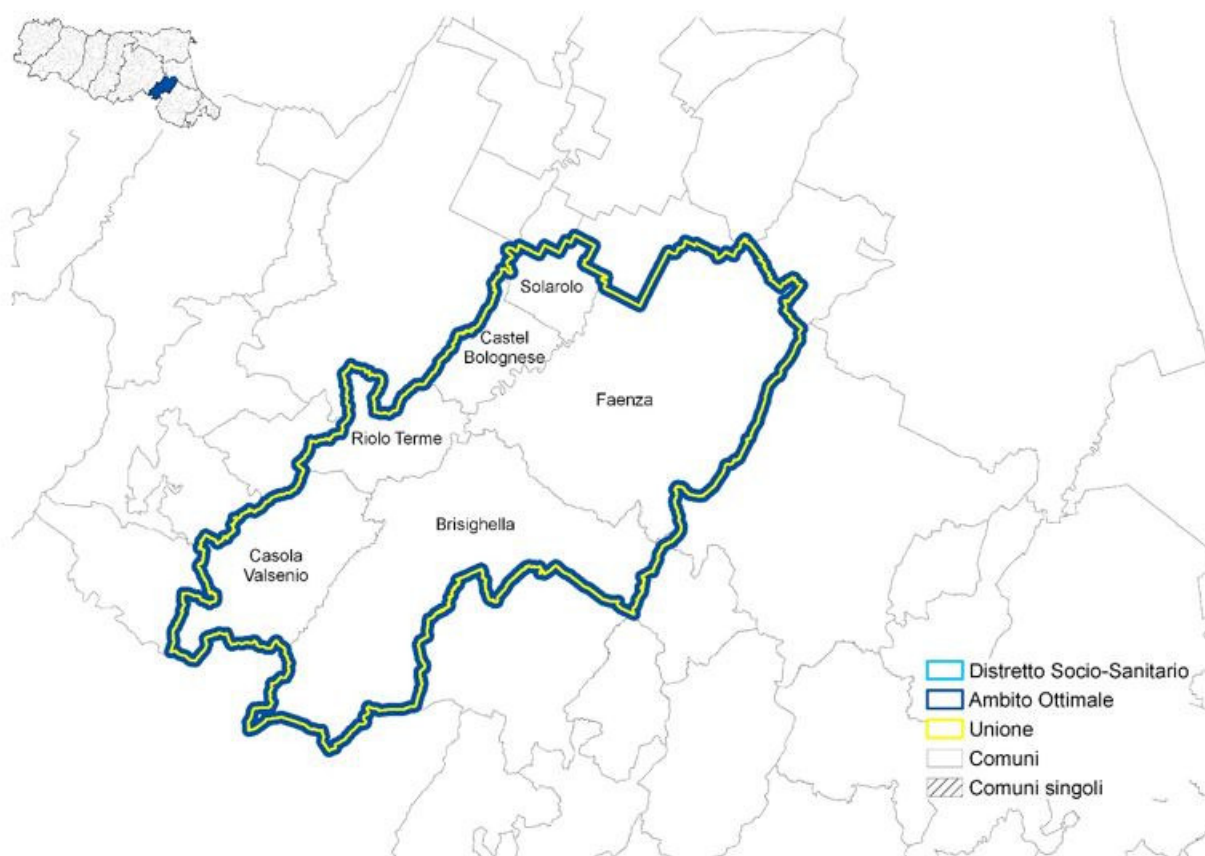 Solarolo
Castel
Bolognese
Faenza
Riolo Terme
Brisighella
Casola
Valsenio
Distretto Socio-Sanitario
Ambito Ottimale
Unione
Comuni
Comuni singoli